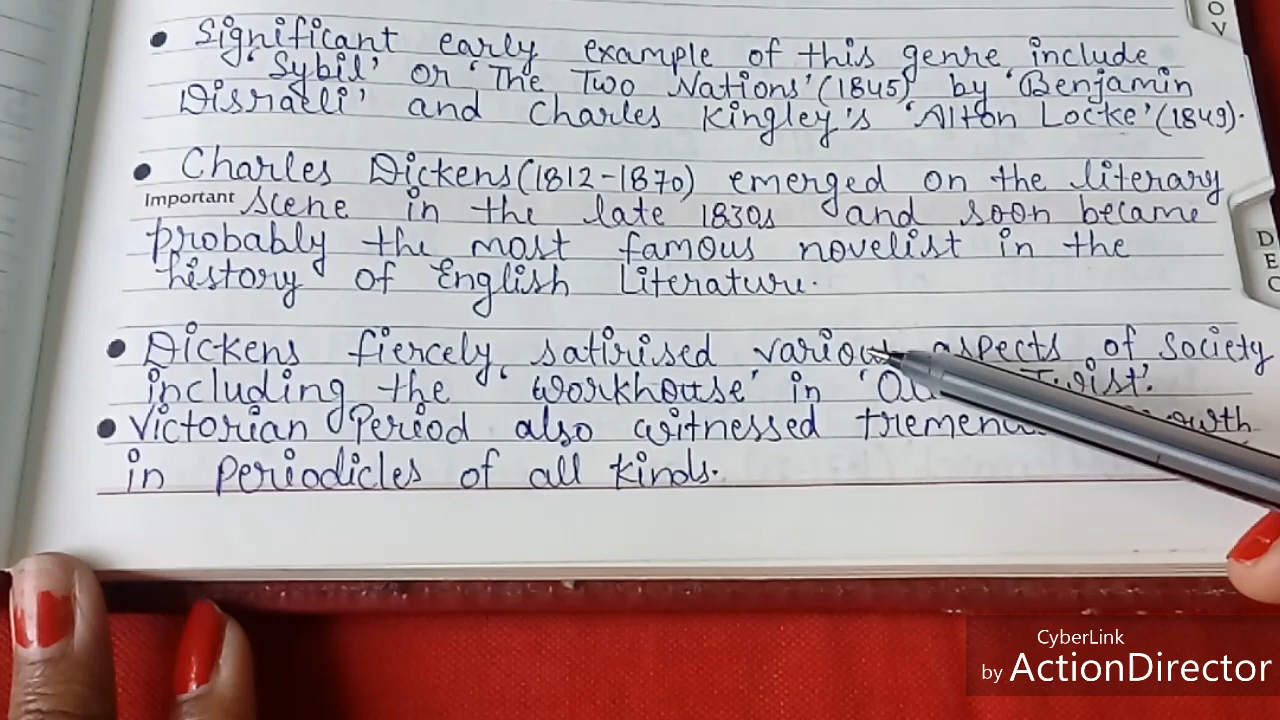 • Significant early example of this genre include
'Sybil' or 'The Two Nations' (1845) by 'Benjamin
Disraeli' and Charles Kingley's 'Alton Locke' (1849).
• Charles Dickens (1812-1870) emerged on the literary
Important scene in the late 1830s and soon became
probably the most famous novelist in the
history of English Literature.
• Dickens fiercely satirised various aspects of Society
including the 'Workhouse' in Twist'.
• Victorian Period also witnessed
in Periodicles of all kinds.
O
V
D
E
C
CyberLink
by ActionDirector